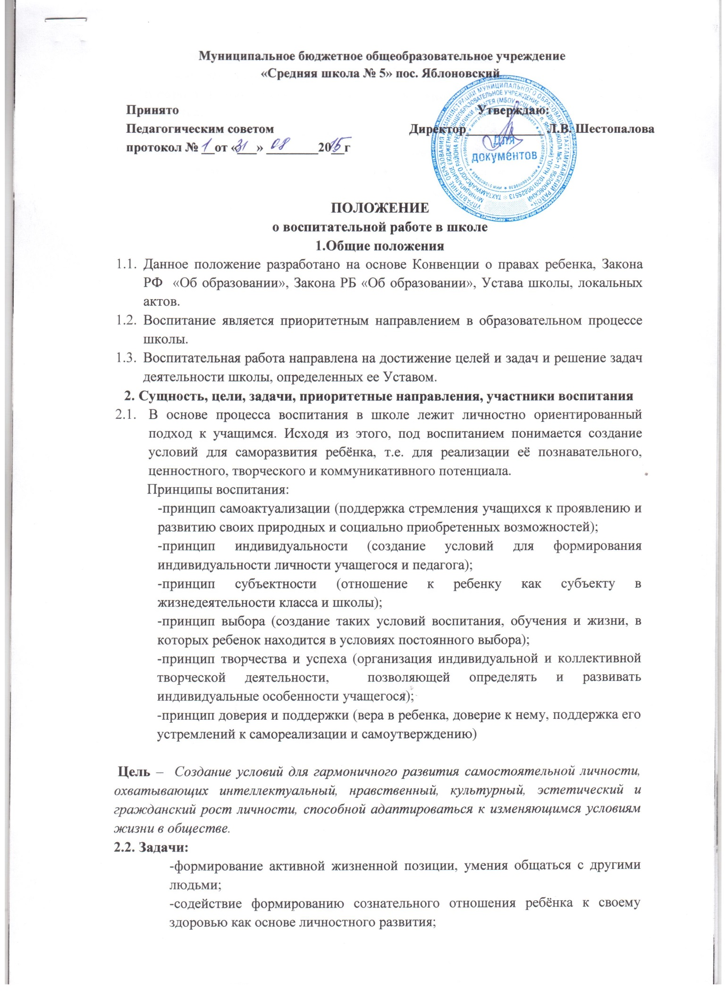 Муниципальное бюджетное общеобразовательное учреждение
«Средняя школа № 5» пос. Яблоновский
Принято Утверждаю:
Педагогическим советом Директор____________Л.В. Шестопалова
протокол № 1 от «31» 08 2015г
Для
документов
ПОЛОЖЕНИЕ
о воспитательной работе в школе
1.Общие положения
1.1. Данное положение разработано на основе Конвенции о правах ребенка, Закона
РФ «Об образовании», Закона РБ «Об образовании», Устава школы, локальных
актов.
1.2. Воспитание является приоритетным направлением в образовательном процессе
школы.
1.3. Воспитательная работа направлена на достижение целей и задач и решение задач
деятельности школы, определенных ее Уставом.
2. Сущность, цели, задачи, приоритетные направления, участники воспитания
2.1. В основе процесса воспитания в школе лежит личностно ориентированный
подход к учащимся. Исходя из этого, под воспитанием понимается создание
условий для саморазвития ребёнка, т.е. для реализации её познавательного,
ценностного, творческого и коммуникативного потенциала.
Принципы воспитания:
-принцип самоактуализации (поддержка стремления учащихся к проявлению и
развитию своих природных и социально приобретенных возможностей);
-принцип индивидуальности (создание условий для формирования
индивидуальности личности учащегося и педагога);
-принцип субъектности (отношение к ребенку как субъекту в
жизнедеятельности класса и школы);
-принцип выбора (создание таких условий воспитания, обучения и жизни, в
которых ребенок находится в условиях постоянного выбора);
-принцип творчества и успеха (организация индивидуальной и коллективной
творческой деятельности, позволяющей определять и развивать
индивидуальные особенности учащегося);
-принцип доверия и поддержки (вера в ребенка, доверие к нему, поддержка его
устремлений к самореализации и самоутверждению)
Цель – Создание условий для гармоничного развития самостоятельной личности,
охватывающих интеллектуальный, нравственный, культурный, эстетический и
гражданский рост личности, способной адаптироваться к изменяющимся условиям
жизни в обществе.
2.2. Задачи:
-формирование активной жизненной позиции, умения общаться с другими
людьми;
-содействие формированию сознательного отношения ребёнка к своему
здоровью как основе личностного развития;